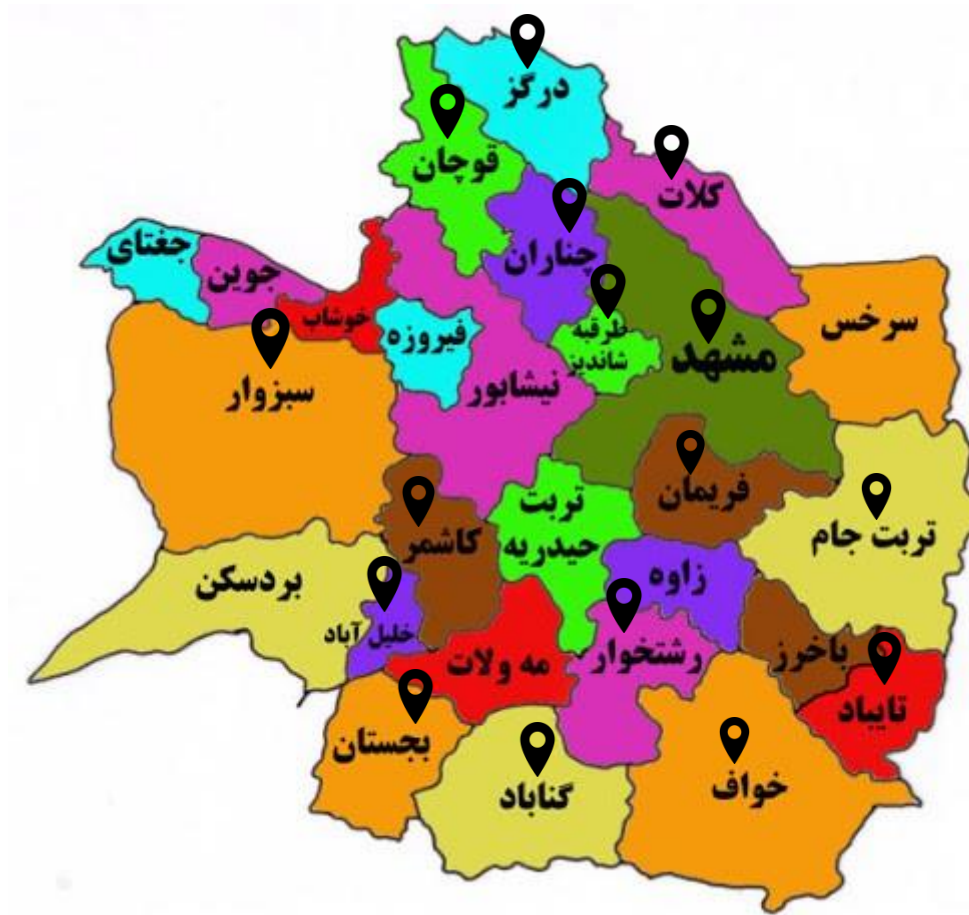 درگز
قوچان
کلات
چناران
جغتای
جوین
خوشاب
فیروزه
طرقبه
شاندیز
مشهد
سرخس
سبزوار
نیشابور
فریمان
تربت
حیدریه
کاشمر
تربت جام
بردسکن
خلیل آباد
زاوه
رشتخوار
باخرز
مه ولات
تایباد
بجستان
گناباد
خواف